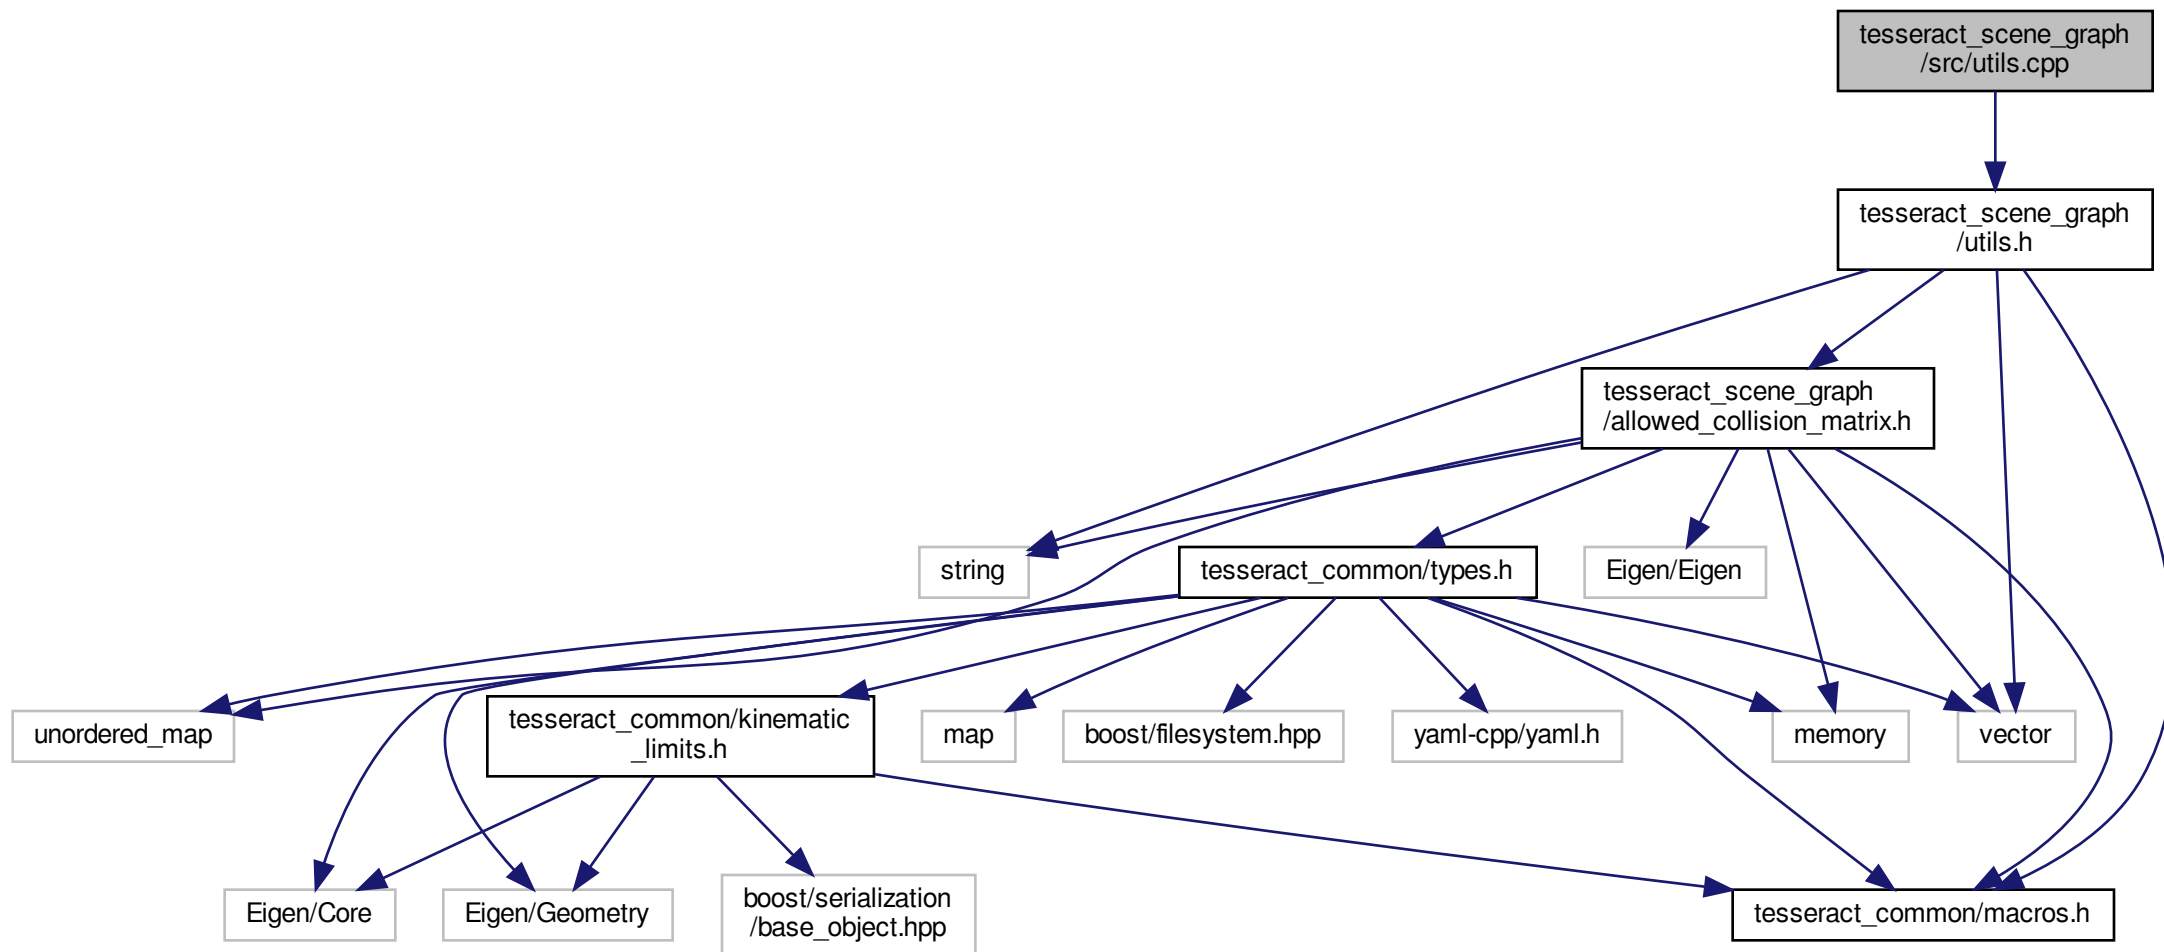 tesseract_scene_graph
/src/utils.cpp
tesseract_scene_graph
/utils.h
tesseract_scene_graph
/allowed_collision_matrix.h
string
tesseract_common/types.h
Eigen/Eigen
unordered_map
tesseract_common/kinematic
_limits.h
map
boost/filesystem.hpp
yaml-cpp/yaml.h
memory
vector
Eigen/Core
Eigen/Geometry
boost/serialization
/base_object.hpp
tesseract_common/macros.h